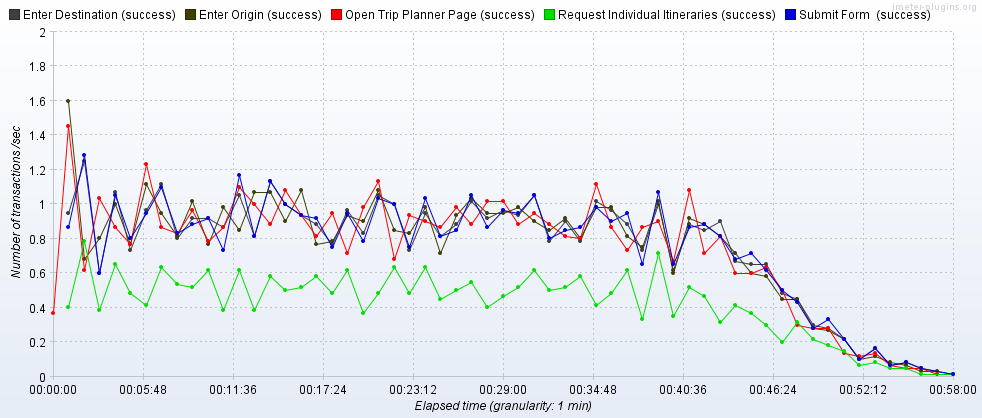 Enter Destination (success) Enter Origin (success) Open Trip Planner Page (success) Request Individual Itineraries (success) Submit Form (success)
jmeter-plugins.org
Number of transactions /sec
2
1.8
1.6
1.4
1.2
1
0.8
0.6
0.4
0.2
0
00:00:00 00:05:48 00:11:36 00:17:24 00:23:12 00:29:00 00:34:48 00:40:36 00:46:24 00:52:12 00:58:00
Elapsed time (granularity: 1 min)